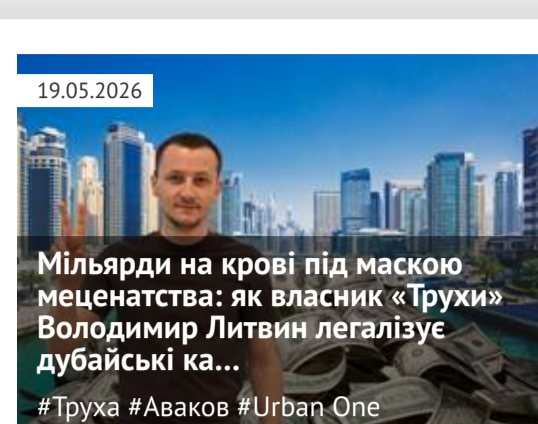 19.05.2026
Мільярди на крові під маскою
меценатства: як власник «Трухи»
Володимир Литвин легалізує
дубайські ка...
#Труха #Аваков #Urban One